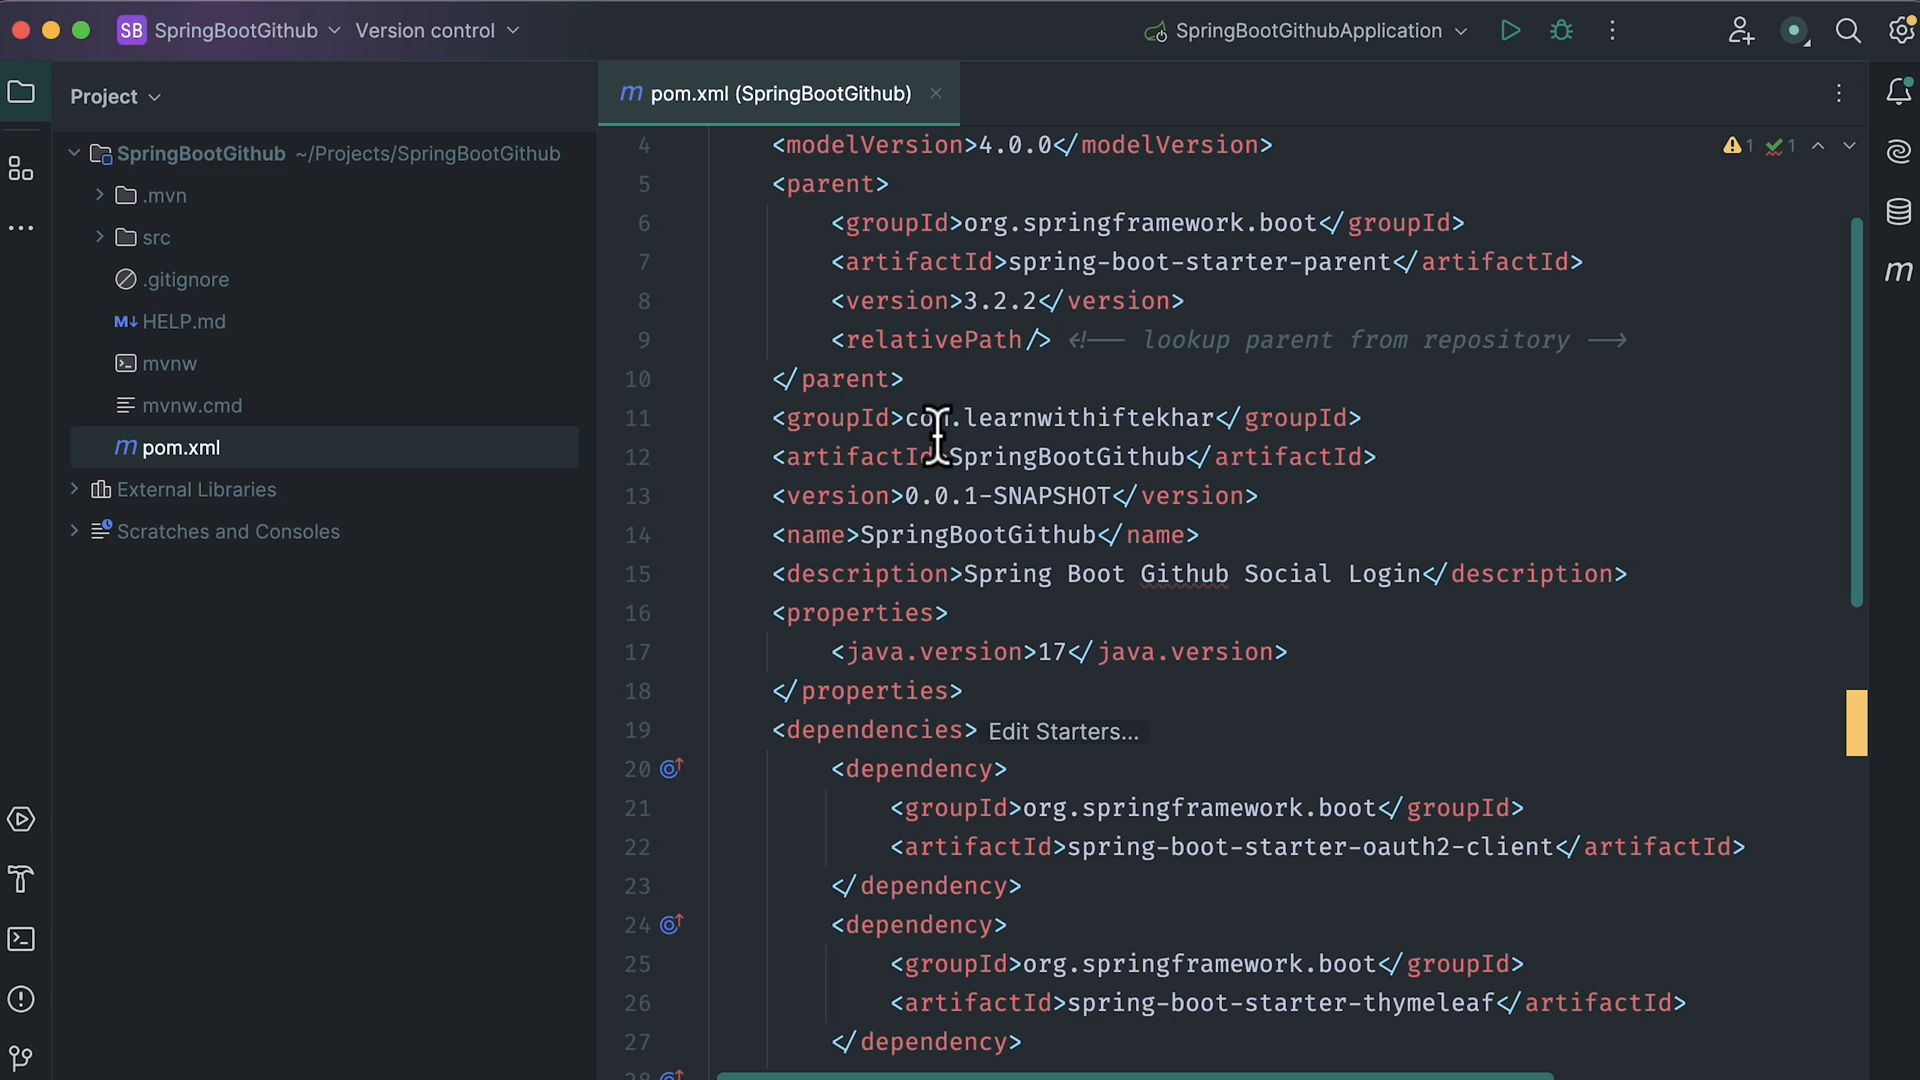 SB SpringBootGithub Version control SpringBootGithubApplication
Project
pom.xml (SpringBootGithub)
SpringBootGithub ~/Projects/SpringBootGithub
.mvn
src
.gitignore
HELP.md
mvnw
mvnw.cmd
pom.xml
External Libraries
Scratches and Consoles
1 1
4 <modelVersion>4.0.0</modelVersion>
5 <parent>
6 <groupId>org.springframework.boot</groupId>
7 <artifactId>spring-boot-starter-parent</artifactId>
8 <version>3.2.2</version>
9 <relativePath/> <!-- lookup parent from repository -->
10 </parent>
11 <groupId>com.learnwithiftekhar</groupId>
12 <artifactId>SpringBootGithub</artifactId>
13 <version>0.0.1-SNAPSHOT</version>
14 <name>SpringBootGithub</name>
15 <description>Spring Boot Github Social Login</description>
16 <properties>
17 <java.version>17</java.version>
18 </properties>
19 <dependencies> Edit Starters...
20 <dependency>
21 <groupId>org.springframework.boot</groupId>
22 <artifactId>spring-boot-starter-oauth2-client</artifactId>
23 </dependency>
24 <dependency>
25 <groupId>org.springframework.boot</groupId>
26 <artifactId>spring-boot-starter-thymeleaf</artifactId>
27 </dependency>
28